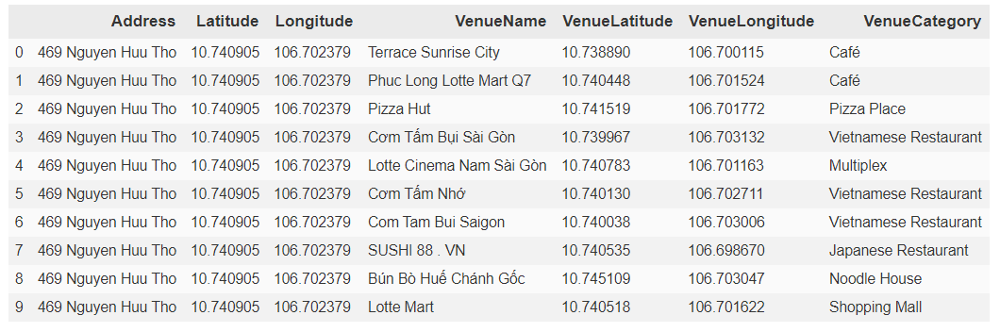 Address Latitude Longitude VenueName VenueLatitude VenueLongitude VenueCategory
0 469 Nguyen Huu Tho 10.740905 106.702379 Terrace Sunrise City 10.738890 106.700115 Café
1 469 Nguyen Huu Tho 10.740905 106.702379 Phuc Long Lotte Mart Q7 10.740448 106.701524 Café
2 469 Nguyen Huu Tho 10.740905 106.702379 Pizza Hut 10.741519 106.701772 Pizza Place
3 469 Nguyen Huu Tho 10.740905 106.702379 Cơm Tấm Bụi Sài Gòn 10.739967 106.703132 Vietnamese Restaurant
4 469 Nguyen Huu Tho 10.740905 106.702379 Lotte Cinema Nam Sài Gòn 10.740783 106.701163 Multiplex
5 469 Nguyen Huu Tho 10.740905 106.702379 Cơm Tấm Nhớ 10.740130 106.702711 Vietnamese Restaurant
6 469 Nguyen Huu Tho 10.740905 106.702379 Com Tam Bui Saigon 10.740038 106.703006 Vietnamese Restaurant
7 469 Nguyen Huu Tho 10.740905 106.702379 SUSHI 88 . VN 10.740535 106.698670 Japanese Restaurant
8 469 Nguyen Huu Tho 10.740905 106.702379 Bún Bò Huế Chánh Gốc 10.745109 106.703047 Noodle House
9 469 Nguyen Huu Tho 10.740905 106.702379 Lotte Mart 10.740518 106.701622 Shopping Mall